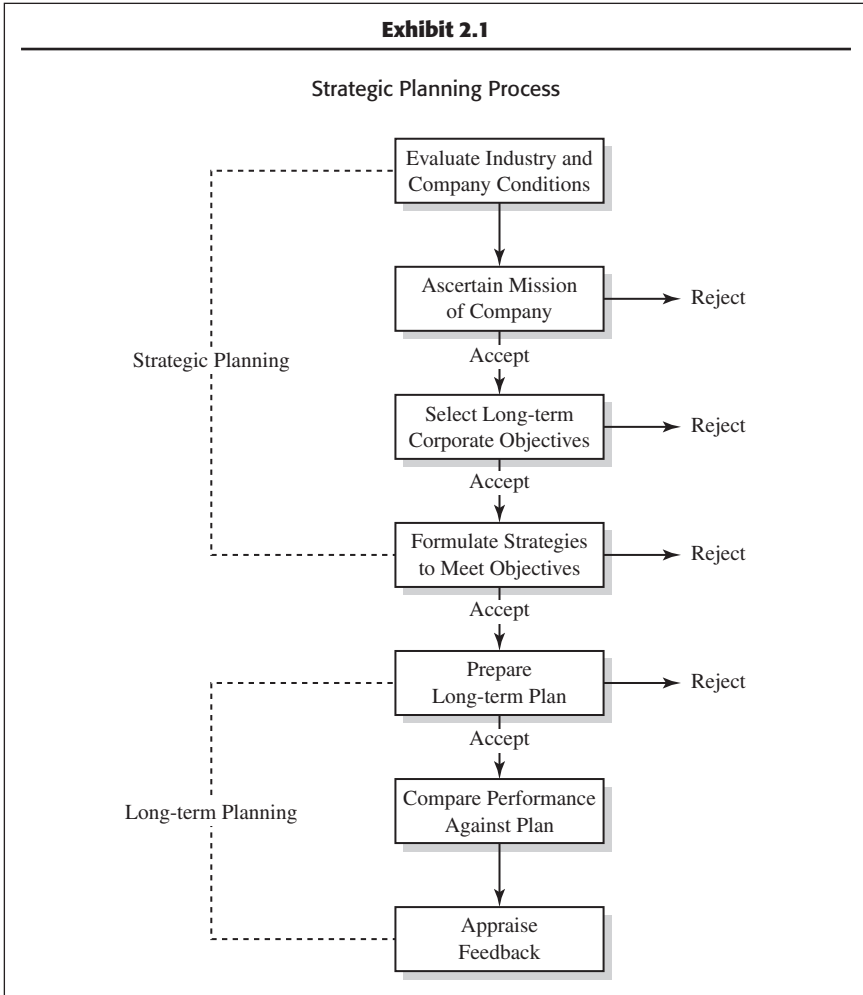 Exhibit 2.1
Strategic Planning Process
Evaluate Industry and
Company Conditions
Ascertain Mission
of Company
Reject
Accept
Strategic Planning
Select Long-term
Corporate Objectives
Reject
Accept
Formulate Strategies
to Meet Objectives
Reject
Accept
Prepare
Long-term Plan
Reject
Accept
Long-term Planning
Compare Performance
Against Plan
Appraise
Feedback